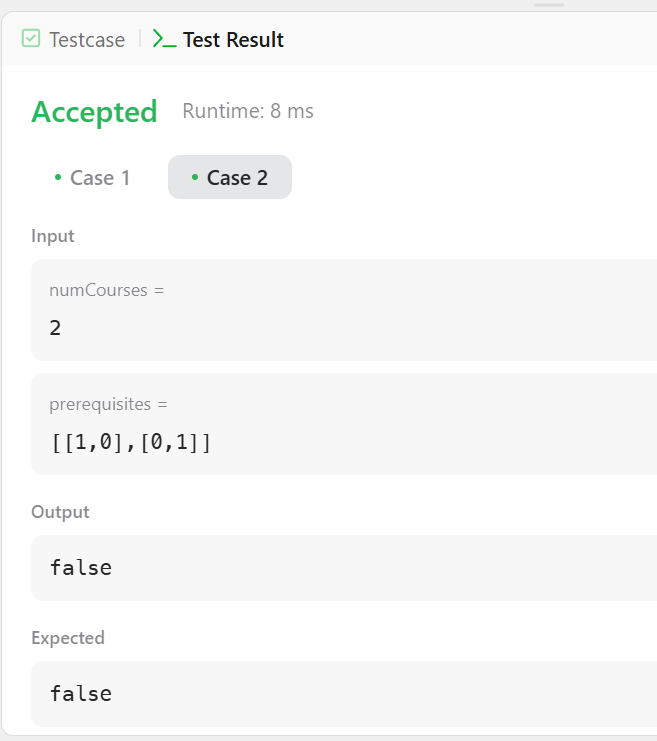 Testcase
Test Result
Accepted Runtime: 8 ms
Case 1 Case 2
Input
numCourses =
2
prerequisites =
[[1,0],[0,1]]
Output
false
Expected
false